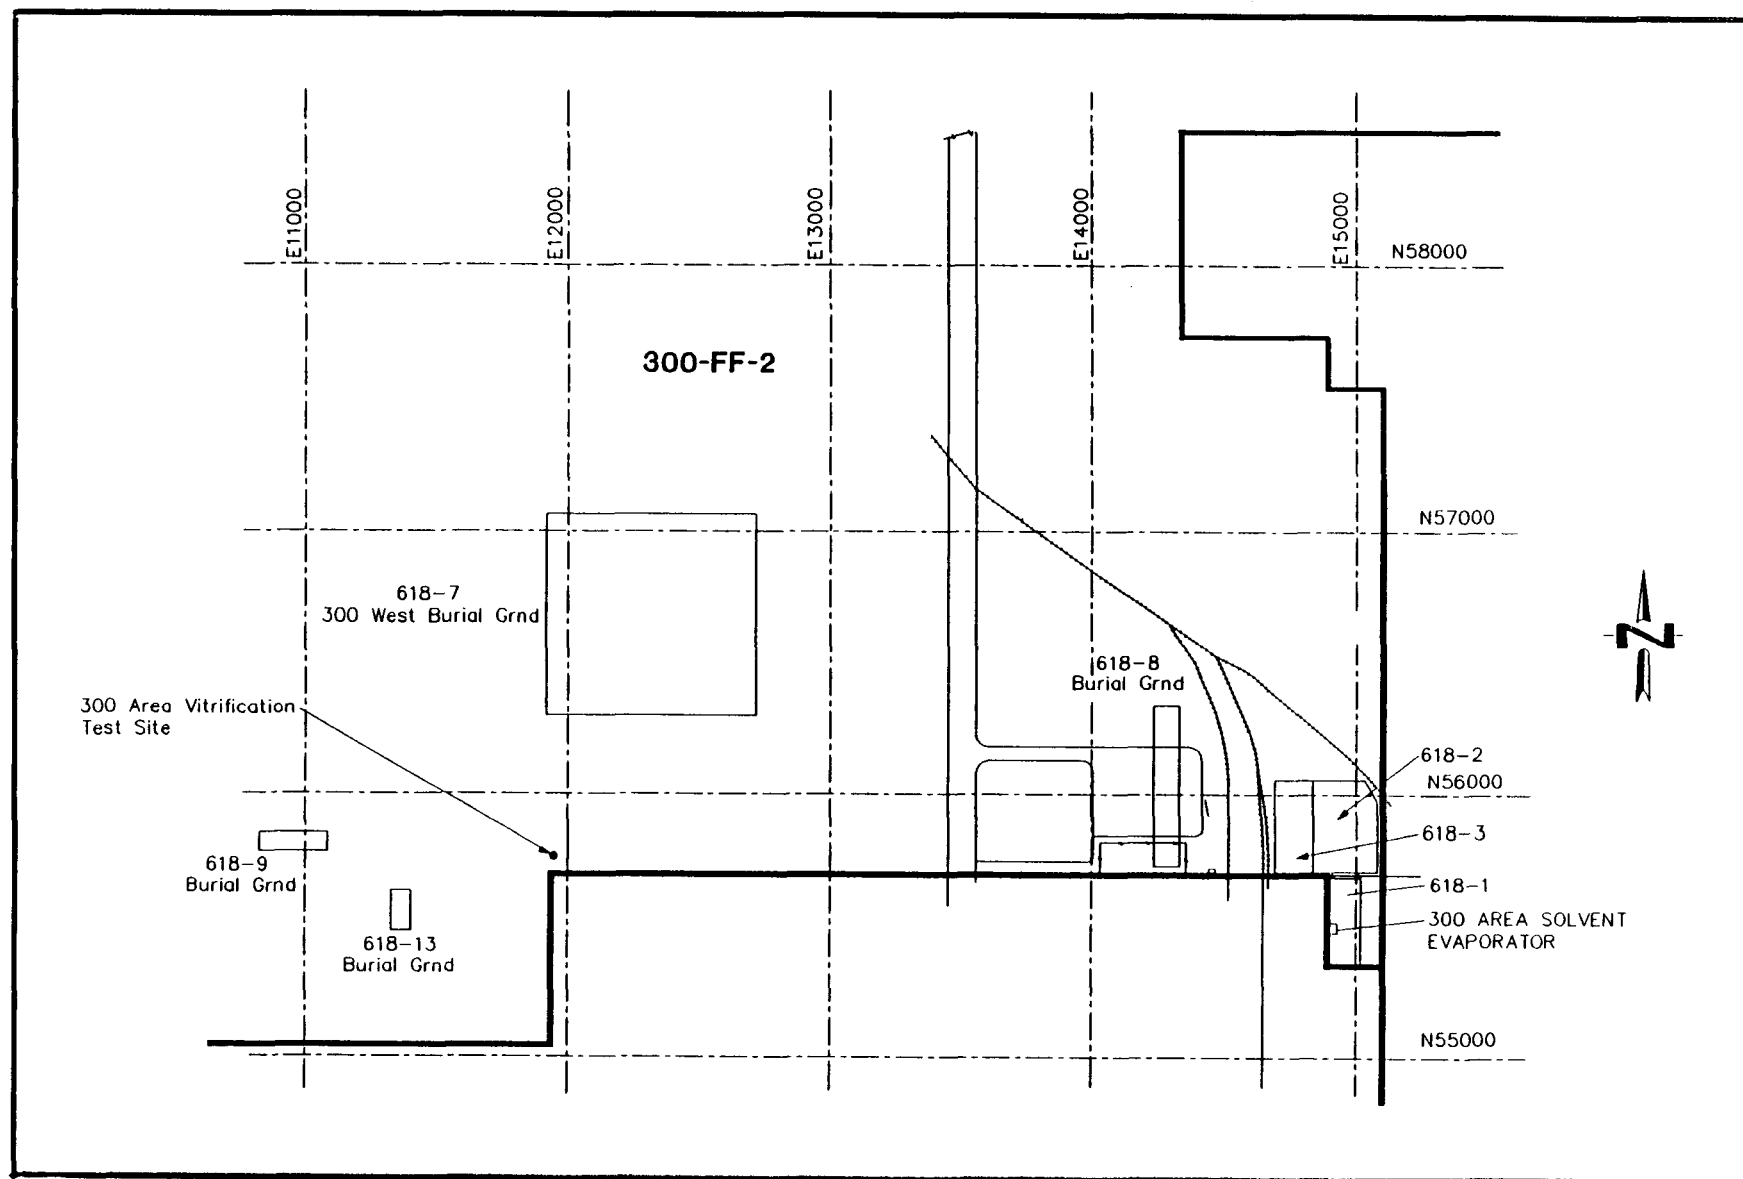 E11000
E12000
E13000
E14000
E15000
N58000
300-FF-2
N57000
618-7
300 West Burial Grnd
N
618-8
Burial Grnd
300 Area Vitrification
Test Site
618-2
N56000
618-3
618-9
Burial Grnd
618-1
300 AREA SOLVENT
EVAPORATOR
618-13
Burial Grnd
N55000